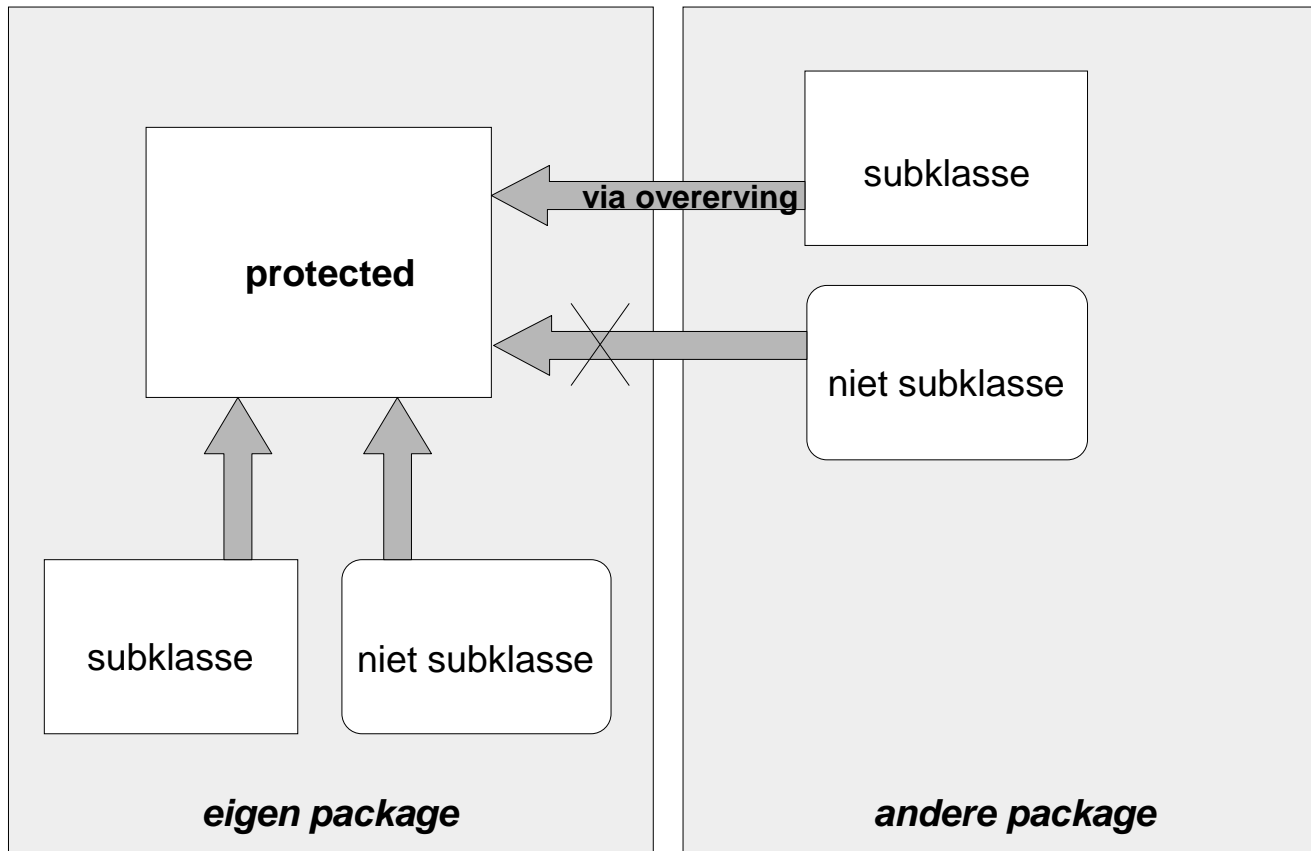 subklasse
via overerving
protected
niet subklasse
subklasse
niet subklasse
eigen package
andere package